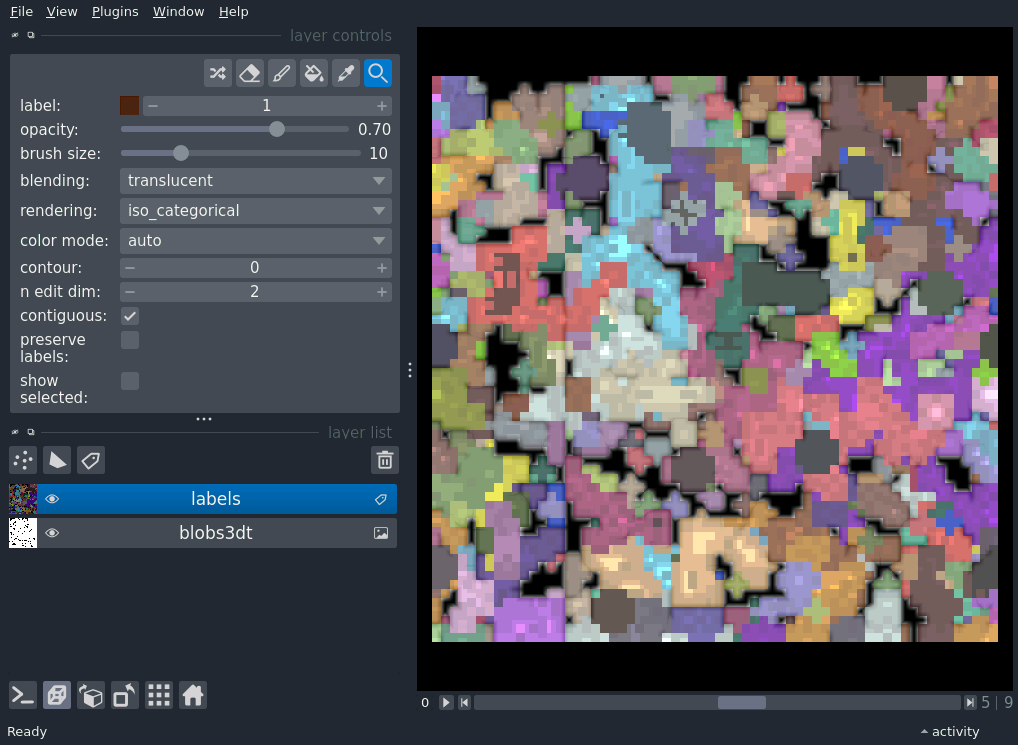 File View Plugins Window Help
layer controls
label: 1
opacity: 0.70
brush size: 10
blending: translucent
rendering: iso_categorical
color mode: auto
contour: 0
n edit dim: 2
contiguous:
preserve
labels:
show
selected:
layer list
labels
blobs3dt
0 5 | 9
Ready activity